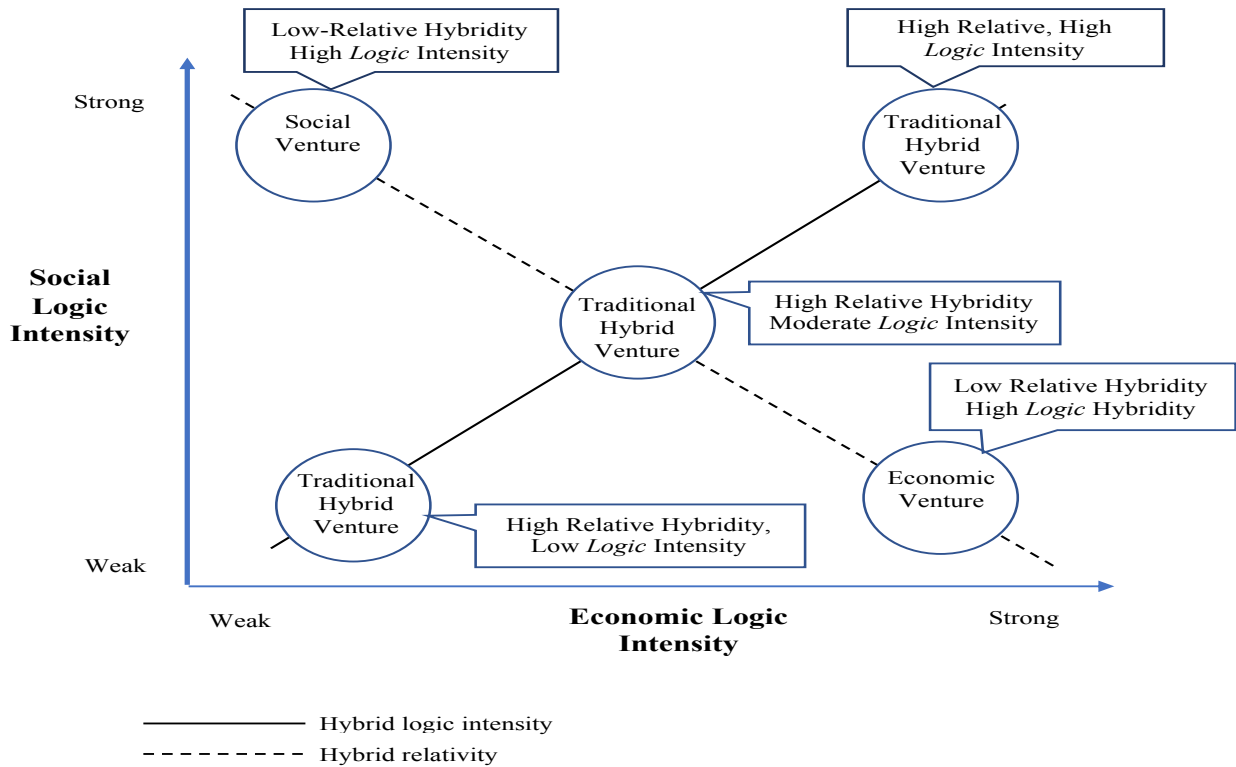 Low-Relative Hybridity
High Logic Intensity
High Relative, High
Logic Intensity
Strong
Social
Venture
Traditional
Hybrid
Venture
Social
Logic
Intensity
Traditional
Hybrid
Venture
High Relative Hybridity
Moderate Logic Intensity
Low Relative Hybridity
High Logic Hybridity
Traditional
Hybrid
Venture
High Relative Hybridity,
Low Logic Intensity
Economic
Venture
Weak
Weak
Economic Logic
Intensity
Strong
Hybrid logic intensity
Hybrid relativity